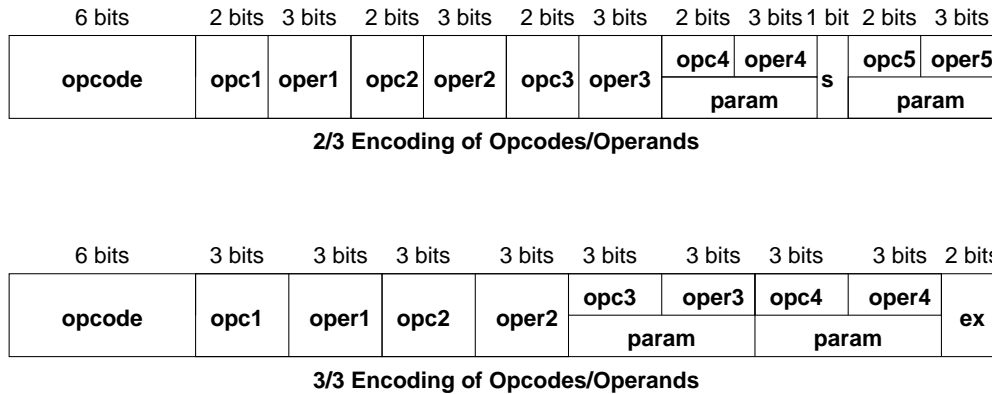 6 bits 2 bits 3 bits 2 bits 3 bits 2 bits 3 bits 2 bits 3 bits 1 bit 2 bits 3 bits
opcode opc1 oper1 opc2 oper2 opc3 oper3 opc4 oper4 s opc5 oper5
param param
2/3 Encoding of Opcodes/Operands
6 bits 3 bits 3 bits 3 bits 3 bits 3 bits 3 bits 3 bits 3 bits 2 bits
opcode opc1 oper1 opc2 oper2 opc3 oper3 opc4 oper4 ex
param param
3/3 Encoding of Opcodes/Operands